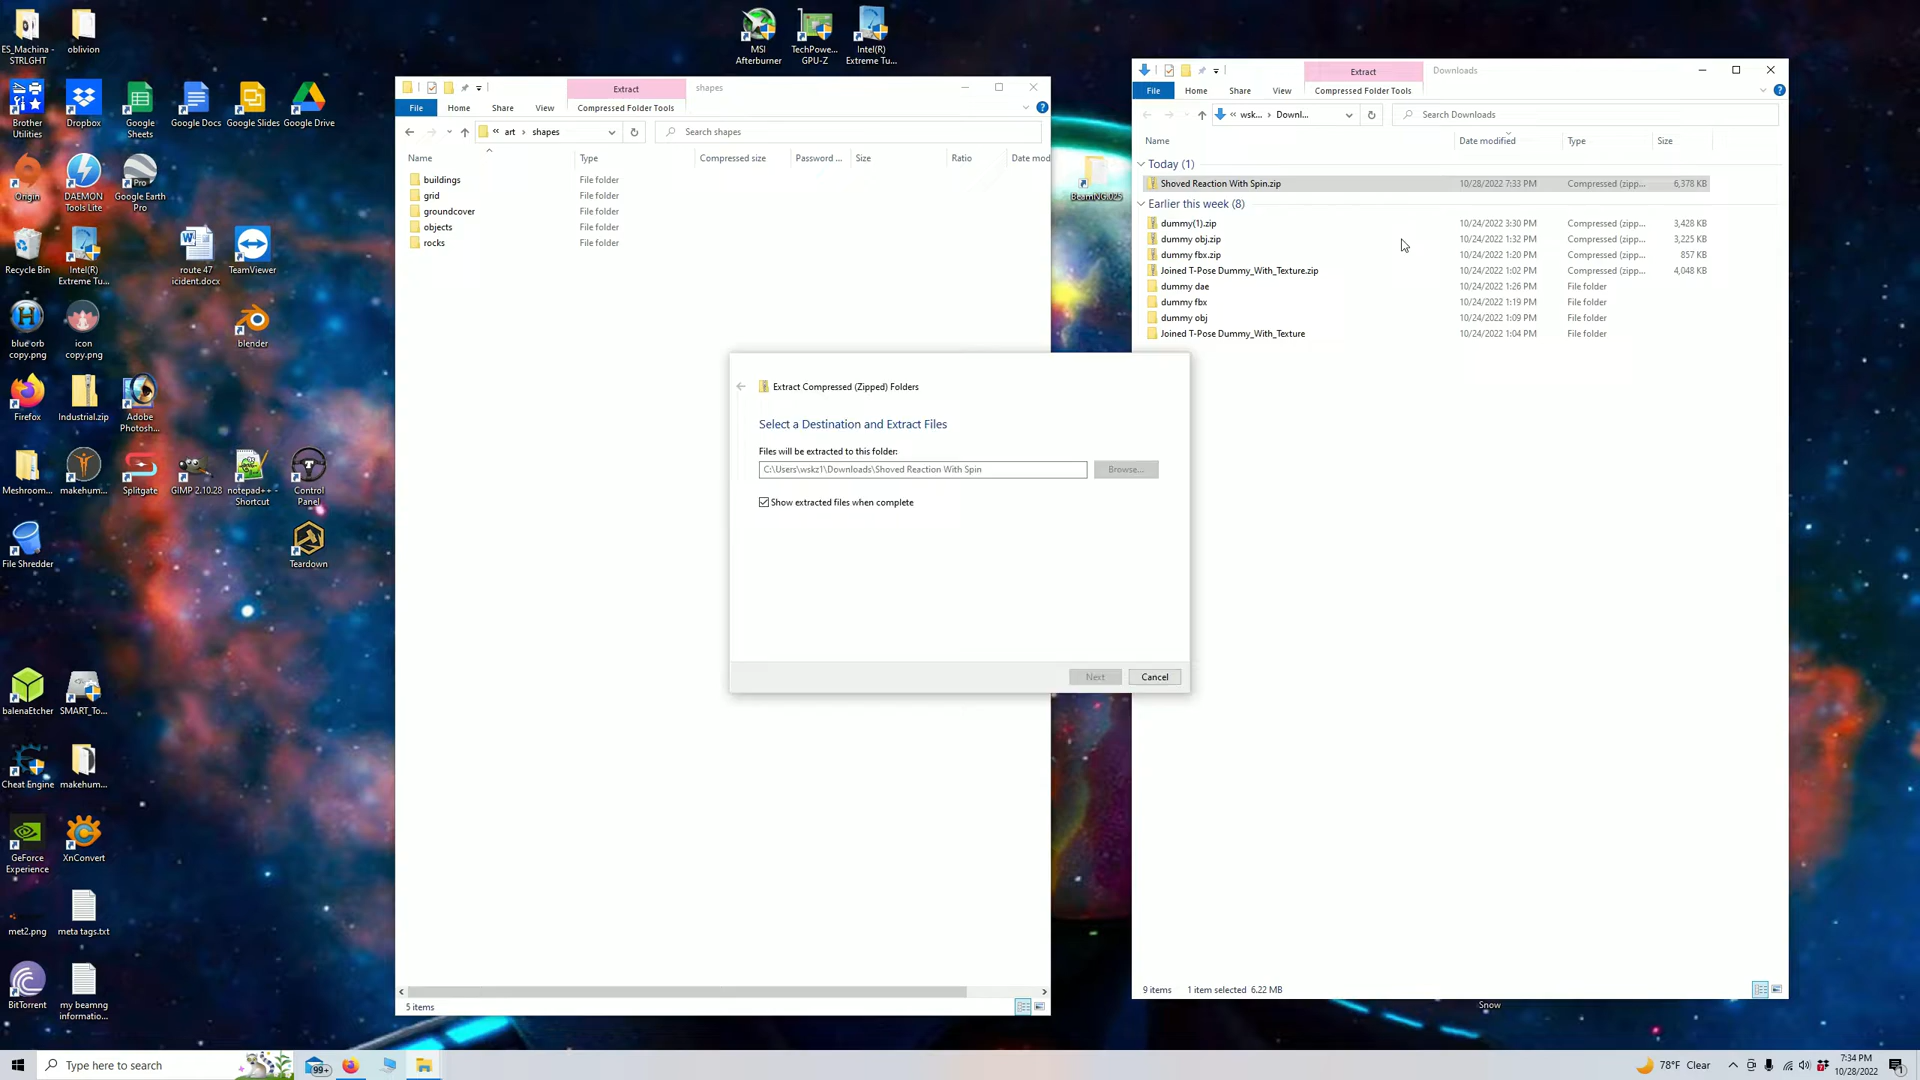 ES_Machina - STRLGHT
oblivion
MSI Afterburner
TechPowe... GPU-Z
Intel(R) Extreme Tu...
Brother Utilities
Dropbox
Google Sheets
Google Docs
Google Slides
Google Drive
Origin
DAEMON Tools Lite
Google Earth Pro
Recycle Bin
Intel(R) Extreme Tu...
route 47 icident.docx
TeamViewer
blue orb copy.png
icon copy.png
blender
Firefox
Industrial.zip
Adobe Photosh...
Meshroom...
makehum...
Splitgate
GIMP 2.10.28
notepad++ - Shortcut
Control Panel
File Shredder
Teardown
balenaEtcher
SMART_To...
Cheat Engine
makehum...
GeForce Experience
XnConvert
met2.png
meta tags.txt
BitTorrent
my beamng informatio...
BeamNG.025
Snow
Extract
shapes
File
Home
Share
View
Compressed Folder Tools
« art › shapes
Search shapes
Name Type Compressed size Password ... Size Ratio Date mod
buildings File folder
grid File folder
groundcover File folder
objects File folder
rocks File folder
5 items
Extract
Downloads
File
Home
Share
View
Compressed Folder Tools
« wsk... › Downl...
Search Downloads
Name Date modified Type Size
Today (1)
Shoved Reaction With Spin.zip 10/28/2022 7:33 PM Compressed (zipp... 6,378 KB
Earlier this week (8)
dummy(1).zip 10/24/2022 3:30 PM Compressed (zipp... 3,428 KB
dummy obj.zip 10/24/2022 1:32 PM Compressed (zipp... 3,225 KB
dummy fbx.zip 10/24/2022 1:20 PM Compressed (zipp... 857 KB
Joined T-Pose Dummy_With_Texture.zip 10/24/2022 1:02 PM Compressed (zipp... 4,048 KB
dummy dae 10/24/2022 1:26 PM File folder
dummy fbx 10/24/2022 1:19 PM File folder
dummy obj 10/24/2022 1:09 PM File folder
Joined T-Pose Dummy_With_Texture 10/24/2022 1:04 PM File folder
9 items 1 item selected 6.22 MB
Extract Compressed (Zipped) Folders
Select a Destination and Extract Files
Files will be extracted to this folder:
C:\Users\wskz1\Downloads\Shoved Reaction With Spin
Browse...
Show extracted files when complete
Next
Cancel
Type here to search
99+
78°F Clear
7:34 PM
10/28/2022